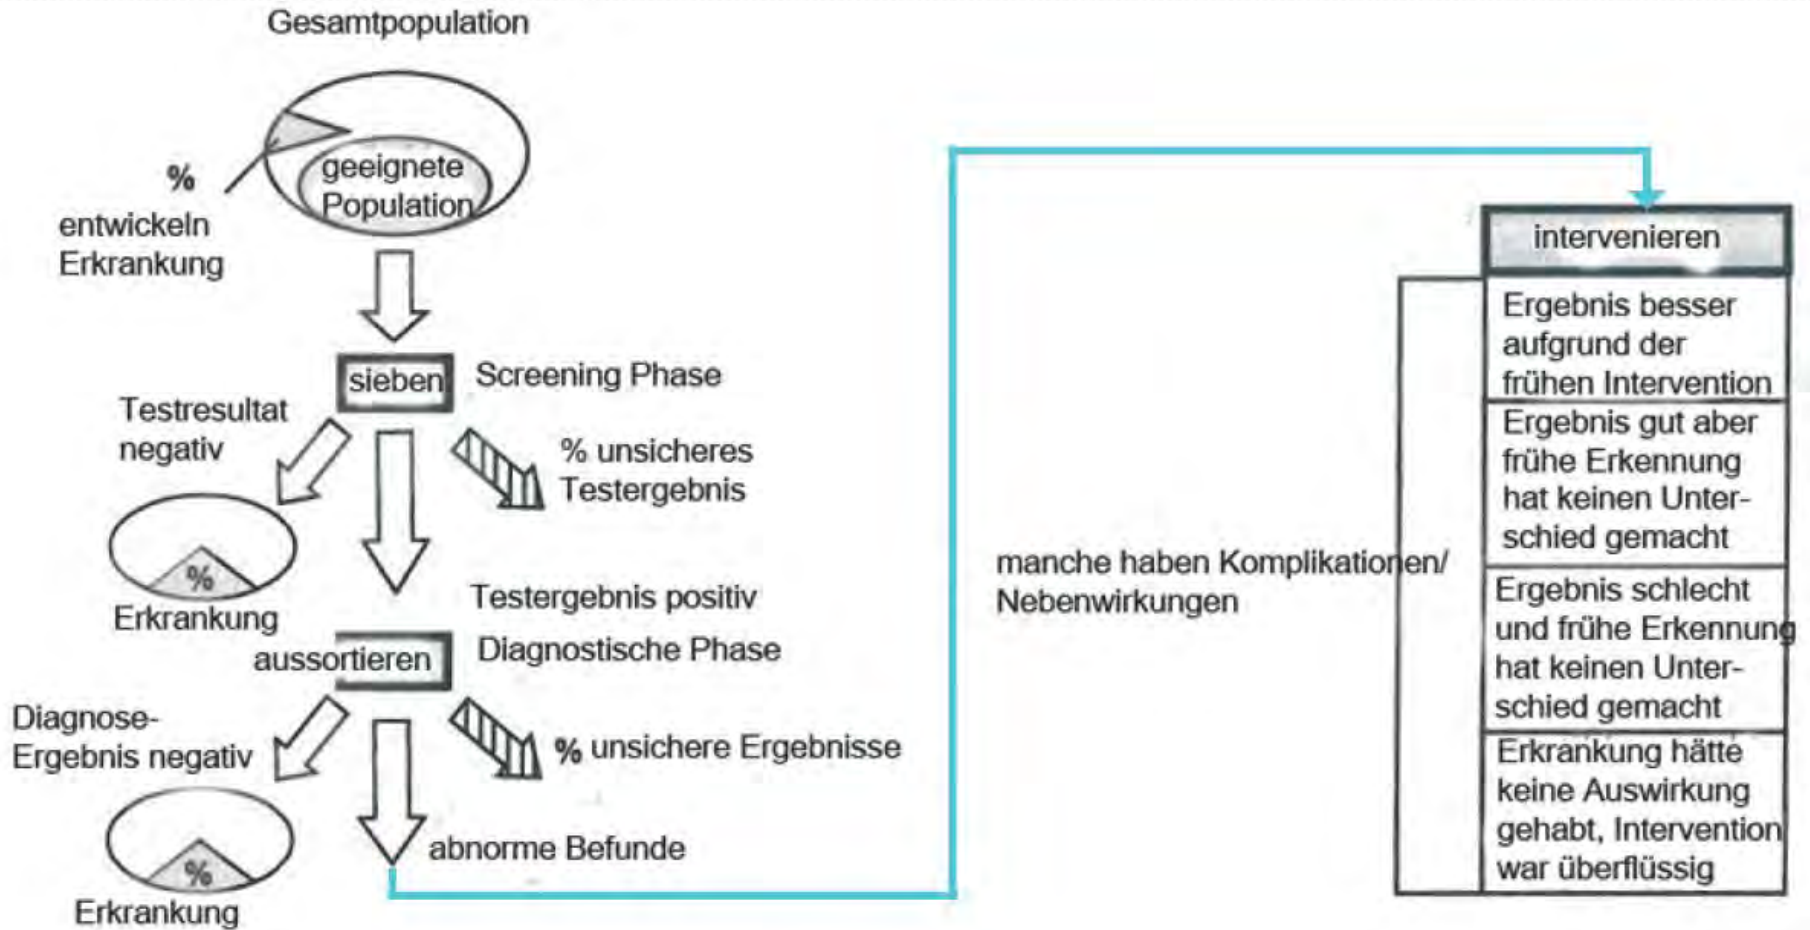 Gesamtpopulation
geeignete
Population
%
entwickeln
Erkrankung
sieben
Screening Phase
Testresultat
negativ
% unsicheres
Testergebnis
%
Erkrankung
Testergebnis positiv
aussortieren
Diagnostische Phase
Diagnose-
Ergebnis negativ
% unsichere Ergebnisse
%
Erkrankung
abnorme Befunde
manche haben Komplikationen/
Nebenwirkungen
intervenieren
Ergebnis besser
aufgrund der
frühen Intervention
Ergebnis gut aber
frühe Erkennung
hat keinen Unter-
schied gemacht
Ergebnis schlecht
und frühe Erkennung
hat keinen Unter-
schied gemacht
Erkrankung hätte
keine Auswirkung
gehabt, Intervention
war überflüssig